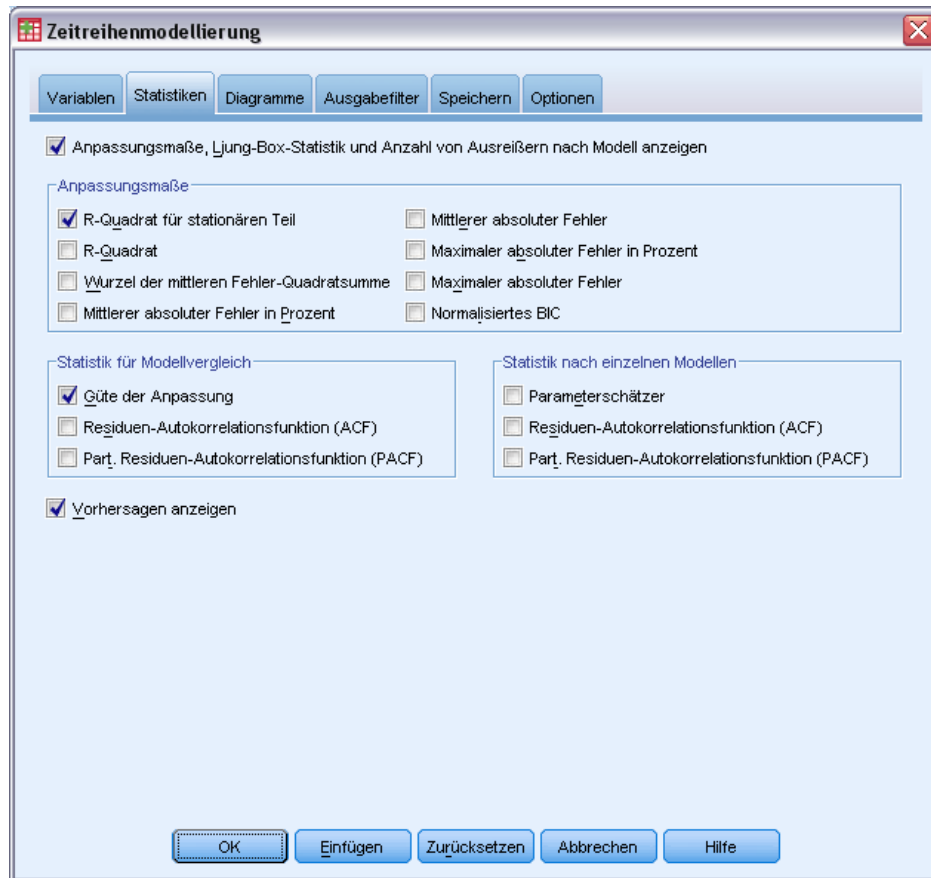 Zeitreihenmodellierung
Variablen Statistiken Diagramme Ausgabefilter Speichern Optionen
Anpassungsmaße, Ljung-Box-Statistik und Anzahl von Ausreißern nach Modell anzeigen
Anpassungsmaße
R-Quadrat für stationären Teil
R-Quadrat
Wurzel der mittleren Fehler-Quadratsumme
Mittlerer absoluter Fehler in Prozent
Mittlerer absoluter Fehler
Maximaler absoluter Fehler in Prozent
Maximaler absoluter Fehler
Normalisiertes BIC
Statistik für Modellvergleich
Güte der Anpassung
Residuen-Autokorrelationsfunktion (ACF)
Part. Residuen-Autokorrelationsfunktion (PACF)
Statistik nach einzelnen Modellen
Parameterschätzer
Residuen-Autokorrelationsfunktion (ACF)
Part. Residuen-Autokorrelationsfunktion (PACF)
Vorhersagen anzeigen
OK Einfügen Zurücksetzen Abbrechen Hilfe